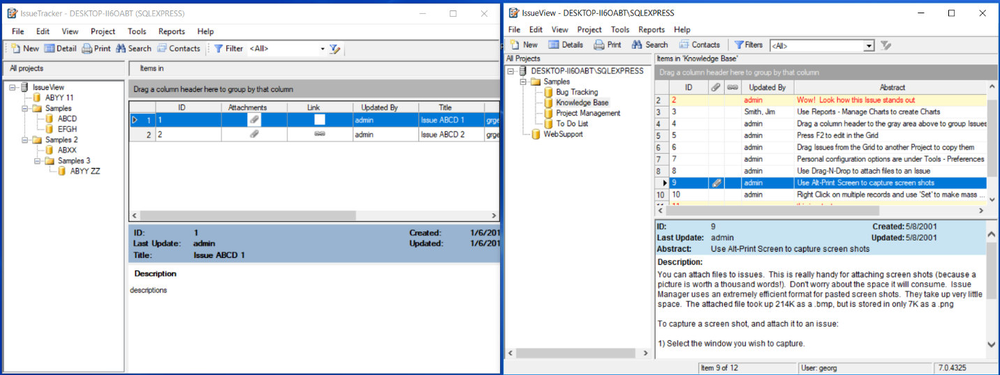 IssueTracker - DESKTOP-II6OABT (SQLEXPRESS)
File Edit View Project Tools Reports Help
New Detail Print Search Contacts Filter <All>
All projects
Items in
IssueView
ABYY 11
Samples
ABCD
EFGH
Samples 2
ABXX
Samples 3
ABYY ZZ
Drag a column header here to group by that column
ID Attachments Link Updated By Title
1 1 admin Issue ABCD 1 grge
2 2 admin Issue ABCD 2 grge
ID: 1 Created: 1/6/201
Last Update: admin Updated: 1/6/201
Title: Issue ABCD 1
Description
descriptions
IssueView - DESKTOP-II6OABT\SQLEXPRESS
File Edit View Project Tools Reports Help
New Details Print Search Contacts Filters <All>
All Projects
Items in 'Knowledge Base'
DESKTOP-II6OABT\SQLEXPRESS
Samples
Bug Tracking
Knowledge Base
Project Management
To Do List
WebSupport
Drag a column header here to group by that column
ID Updated By Abstract
2 2 admin Wow! Look how this Issue stands out
3 3 Smith, Jim Use Reports - Manage Charts to create Charts
4 4 admin Drag a column header to the gray area above to group Issues
5 5 admin Press F2 to edit in the Grid
6 6 admin Drag Issues from the Grid to another Project to copy them
7 7 admin Personal configuration options are under Tools - Preferences
8 8 admin Use Drag-N-Drop to attach files to an Issue
9 admin Use Alt-Print Screen to capture screen shots
10 10 admin Right Click on multiple records and use 'Set' to make mass ...
ID: 9 Created: 5/8/2001
Last Update: admin Updated: 5/8/2001
Abstract: Use Alt-Print Screen to capture screen shots
Description:
You can attach files to issues. This is really handy for attaching screen shots (because a
picture is worth a thousand words!). Don't worry about the space it will consume. Issue
Manager uses an extremely efficient format for pasted screen shots. They take up very little
space. The attached file took up 214K as a .bmp, but is stored in only 7K as a .png
To capture a screen shot, and attach it to an issue:
1) Select the window you wish to capture.
Item 9 of 12 User: georg 7.0.4325